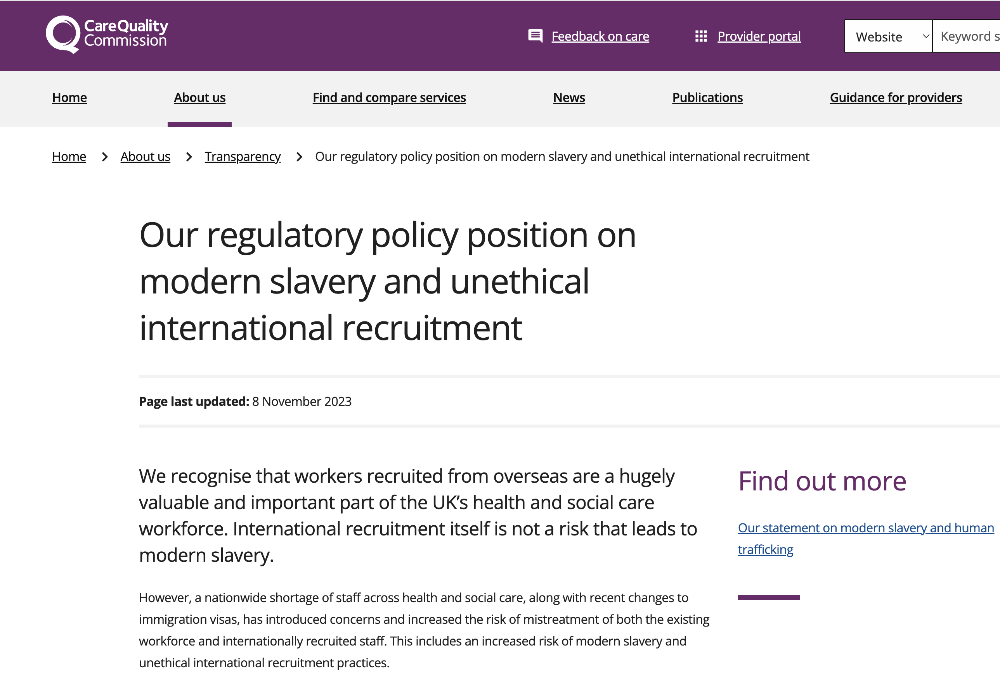 CareQuality
Commission
Feedback on care
Provider portal
Website
Keyword s
Home
About us
Find and compare services
News
Publications
Guidance for providers
Home > About us > Transparency > Our regulatory policy position on modern slavery and unethical international recruitment
Our regulatory policy position on
modern slavery and unethical
international recruitment
Page last updated: 8 November 2023
We recognise that workers recruited from overseas are a hugely
valuable and important part of the UK’s health and social care
workforce. International recruitment itself is not a risk that leads to
modern slavery.
However, a nationwide shortage of staff across health and social care, along with recent changes to
immigration visas, has introduced concerns and increased the risk of mistreatment of both the existing
workforce and internationally recruited staff. This includes an increased risk of modern slavery and
unethical international recruitment practices.
Find out more
Our statement on modern slavery and human
trafficking